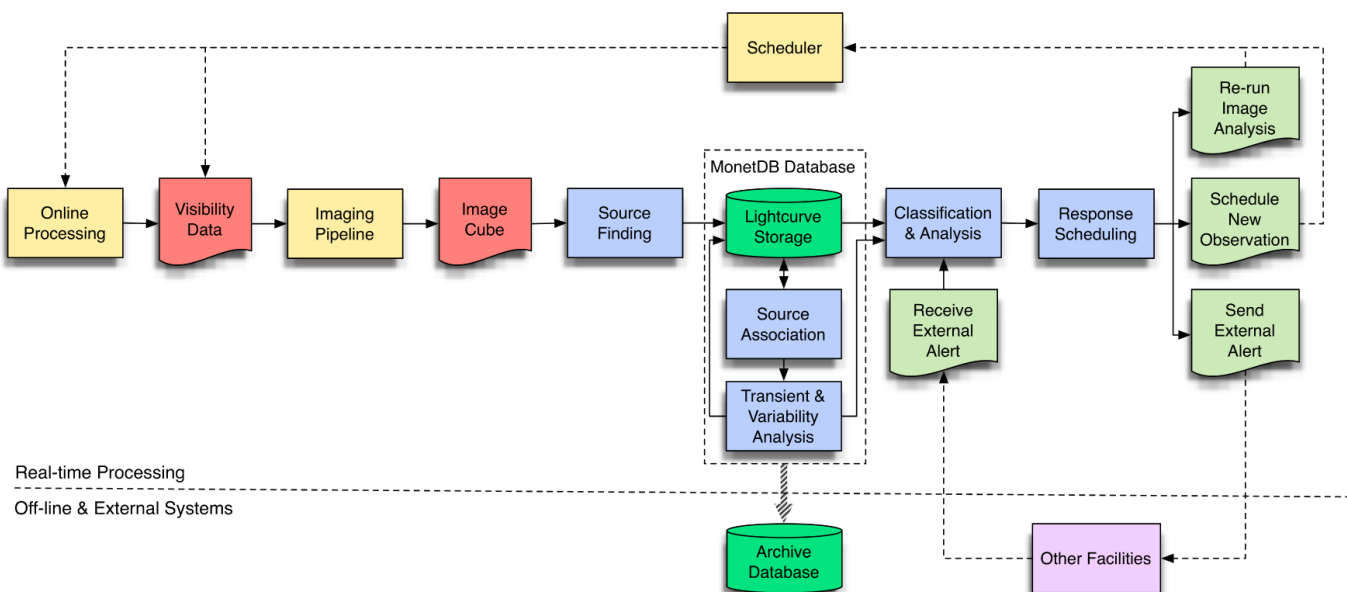 Scheduler
Re-run
Image
Analysis
MonetDB Database
Online
Processing
Visibility
Data
Imaging
Pipeline
Image
Cube
Source
Finding
Lightcurve
Storage
Classification
& Analysis
Response
Scheduling
Schedule
New
Observation
Source
Association
Receive
External
Alert
Send
External
Alert
Transient &
Variability
Analysis
Real-time Processing
Off-line & External Systems
Archive
Database
Other Facilities